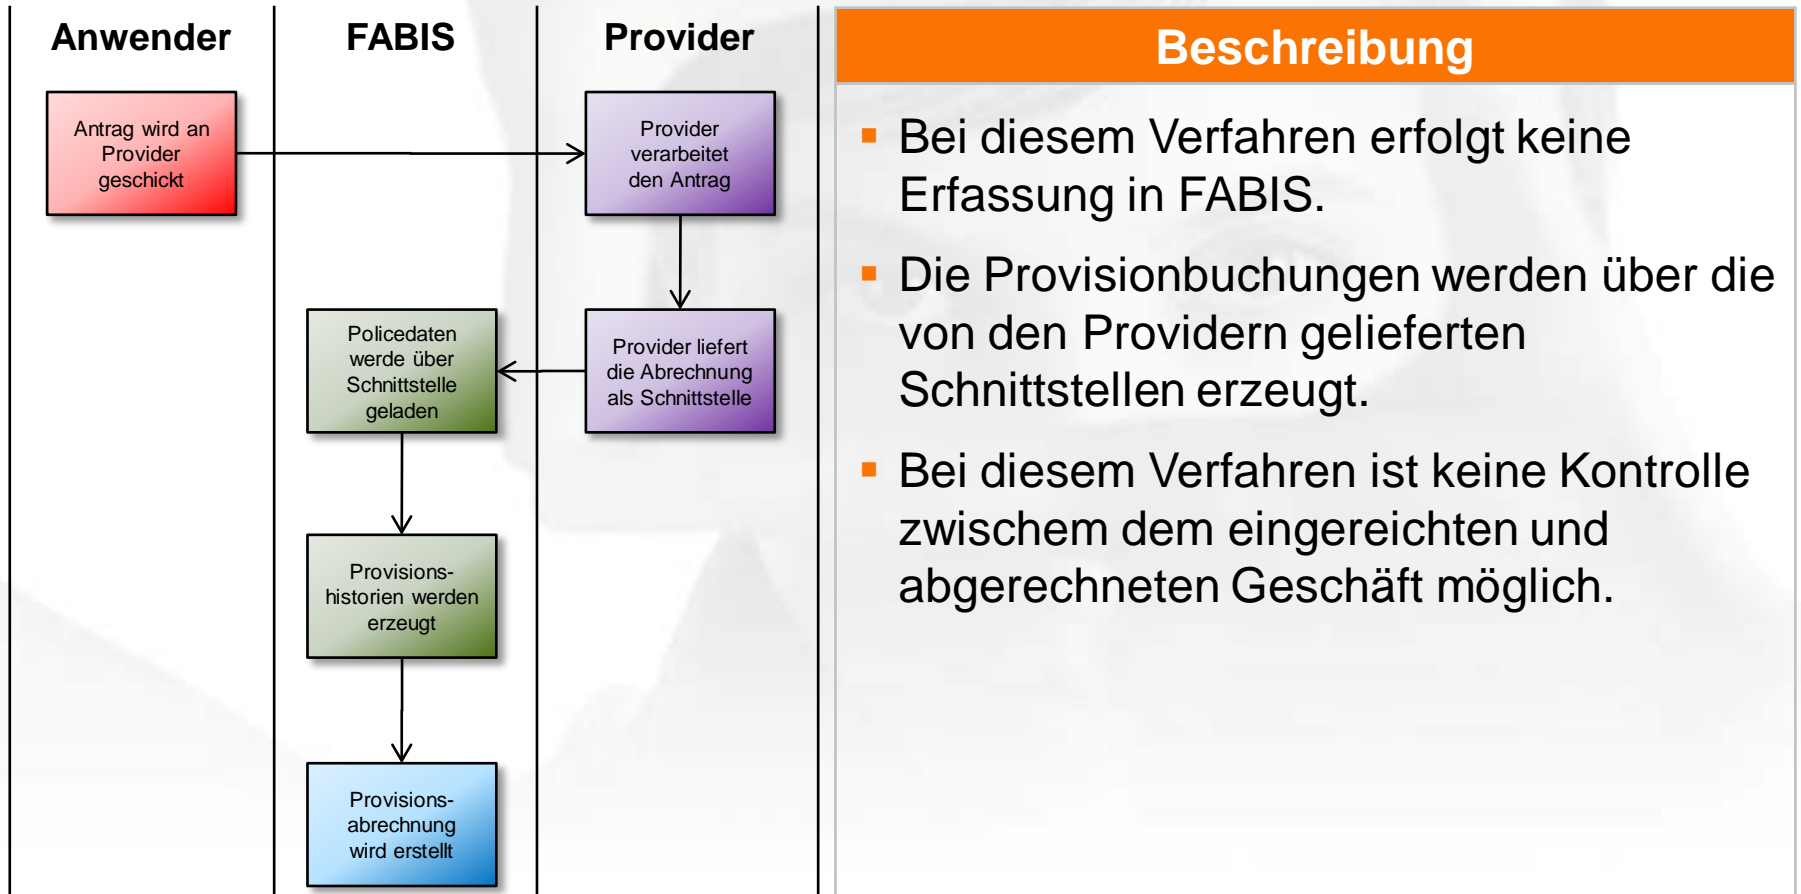 Anwender
FABIS
Provider
Antrag wird an
Provider
geschickt
Provider
verarbeitet
den Antrag
Policedaten
werde über
Schnittstelle
geladen
Provider liefert
die Abrechnung
als Schnittstelle
Provisions-
historien werden
erzeugt
Provisions-
abrechnung
wird erstellt
Beschreibung
Bei diesem Verfahren erfolgt keine
Erfassung in FABIS.
Die Provisionbuchungen werden über die
von den Providern gelieferten
Schnittstellen erzeugt.
Bei diesem Verfahren ist keine Kontrolle
zwischem dem eingereichten und
abgerechneten Geschäft möglich.